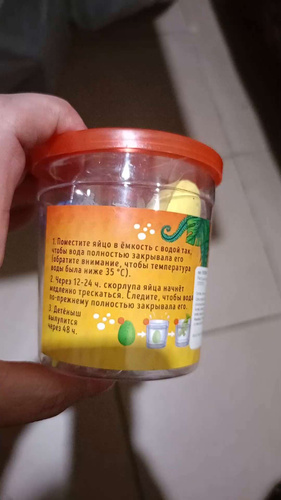 1. Поместите яйцо в ёмкость с водой так,
чтобы вода полностью закрывала его
(обратите внимание, чтобы температура
воды была ниже 35 °C).
2. Через 12-24 ч. скорлупа яйца начнёт
медленно трескаться. Следите, чтобы вода
по-прежнему полностью закрывала его.
3. Детёныш
вылупится
через 48 ч.